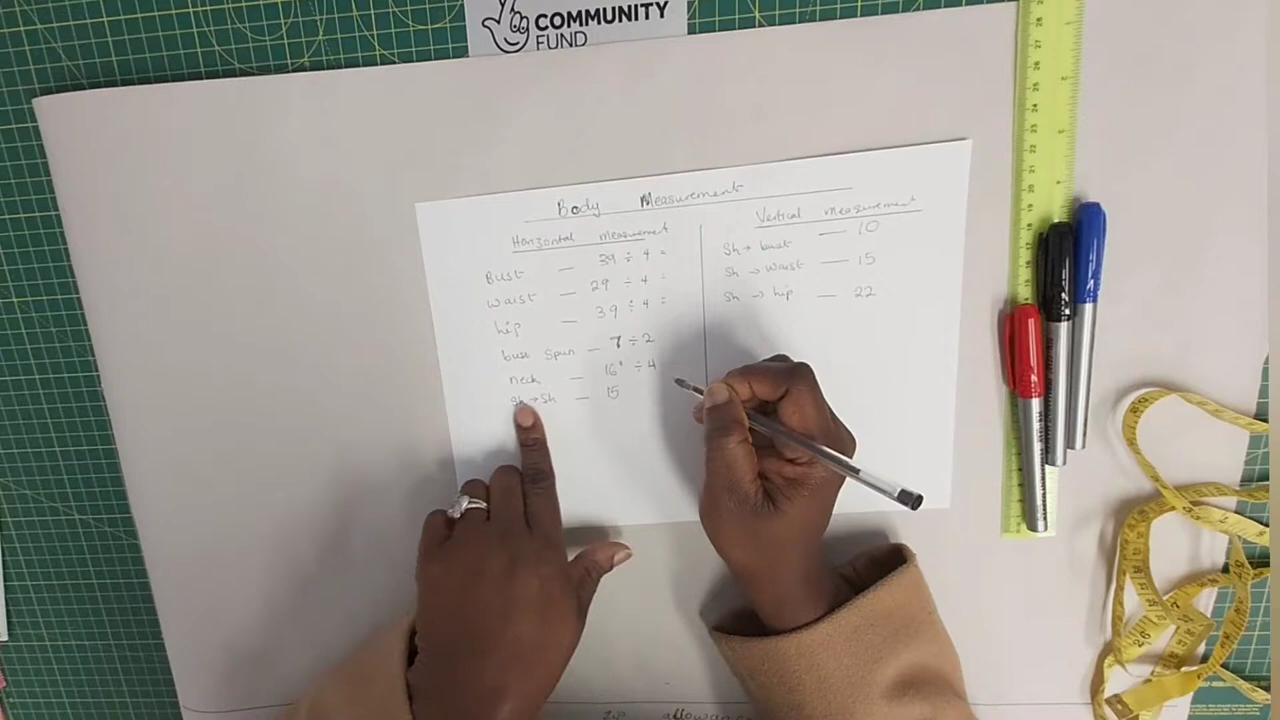 COMMUNITY
FUND
Body Measurement
Horizontal measurement
Bust — 39 ÷ 4 =
Waist — 29 ÷ 4 =
hip — 39 ÷ 4 =
bust Span — 7 ÷ 2
neck — 16" ÷ 4
Sh → Sh — 15
Vertical measurement
Sh → bust — 10
Sh → waist — 15
Sh → hip — 22